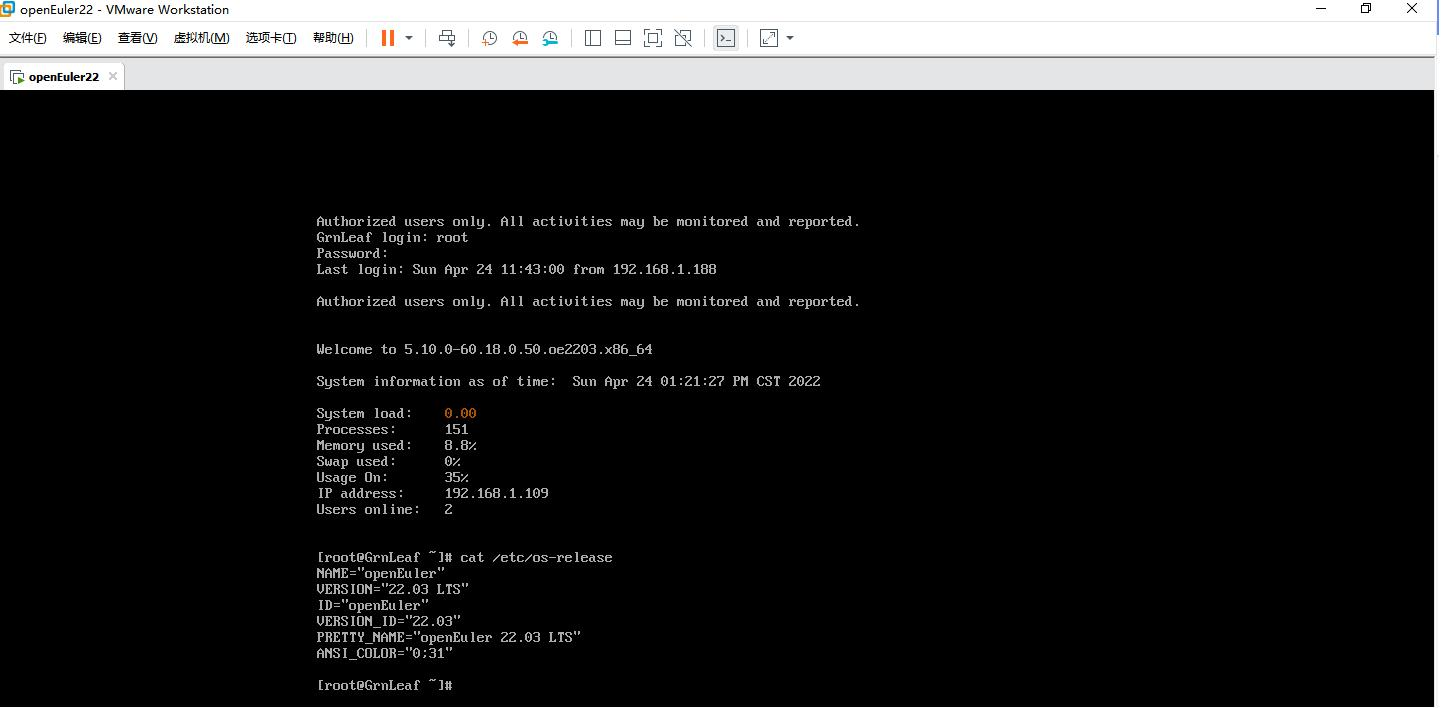 openEuler22 - VMware Workstation
文件(F) 编辑(E) 查看(V) 虚拟机(M) 选项卡(T) 帮助(H)
openEuler22
Authorized users only. All activities may be monitored and reported.
GrnLeaf login: root
Password:
Last login: Sun Apr 24 11:43:00 from 192.168.1.188
Authorized users only. All activities may be monitored and reported.
Welcome to 5.10.0-60.18.0.50.oe2203.x86_64
System information as of time:  Sun Apr 24 01:21:27 PM CST 2022
System load:    0.00
Processes:      151
Memory used:    8.8%
Swap used:      0%
Usage On:       35%
IP address:     192.168.1.109
Users online:   2
[root@GrnLeaf ~]# cat /etc/os-release
NAME="openEuler"
VERSION="22.03 LTS"
ID="openEuler"
VERSION_ID="22.03"
PRETTY_NAME="openEuler 22.03 LTS"
ANSI_COLOR="0;31"
[root@GrnLeaf ~]#